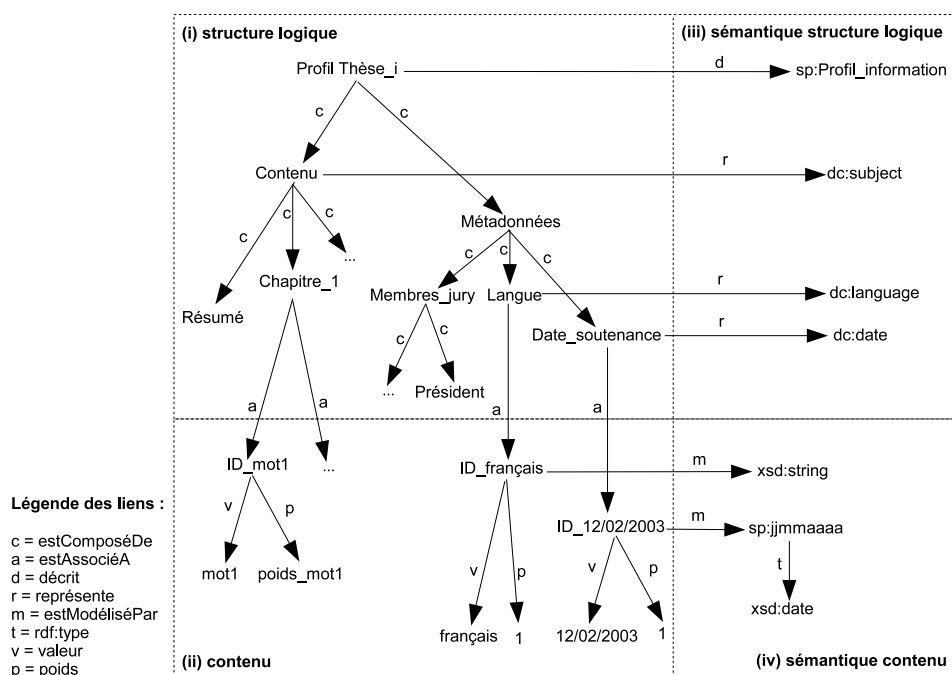 (i) structure logique
(iii) sémantique structure logique
Profil Thèse_i
d
sp:Profil_information
c
c
Contenu
r
dc:subject
c
c
c
...
Métadonnées
c
c
c
Chapitre_1
Résumé
Membres_jury
Langue
r
dc:language
Date_soutenance
r
dc:date
c
c
...
Président
a
a
a
a
ID_mot1
...
ID_français
m
xsd:string
v
p
mot1
poids_mot1
v
p
français
1
ID_12/02/2003
m
sp:jjmmaaaa
v
p
t
12/02/2003
1
xsd:date
(ii) contenu
(iv) sémantique contenu
Légende des liens :
c = estComposéDe
a = estAssociéA
d = décrit
r = représente
m = estModéliséPar
t = rdf:type
v = valeur
p = poids